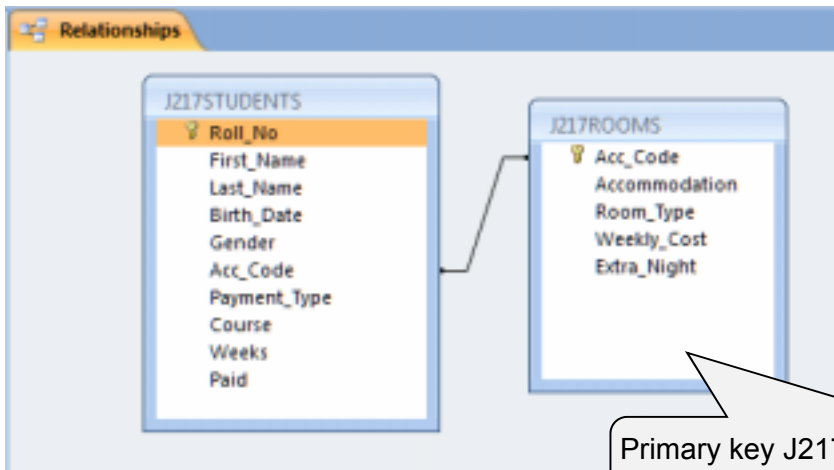 Relationships
J217STUDENTS
Roll_No
First_Name
Last_Name
Birth_Date
Gender
Acc_Code
Payment_Type
Course
Weeks
Paid
J217ROOMS
Acc_Code
Accommodation
Room_Type
Weekly_Cost
Extra_Night
Primary key J217